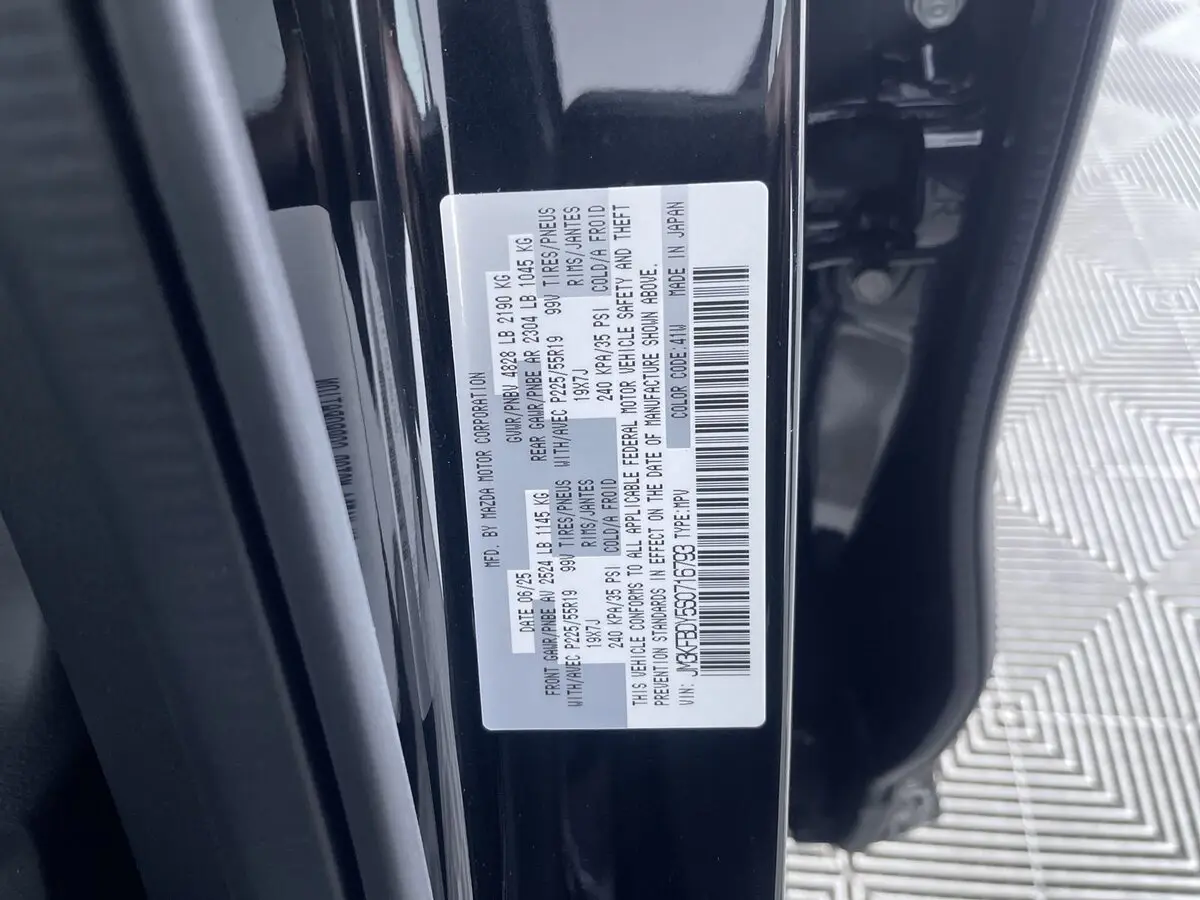 MFD. BY MAZDA MOTOR CORPORATION
DATE 06/25 GVWR/PNBV 4828 LB 2190 KG
FRONT GAWR/PNBE AV 2524 LB 1145 KG REAR GAWR/PNBE AR 2304 LB 1045 KG
WITH/AVEC P225/55R19 99V TIRES/PNEUS WITH/AVEC P225/55R19 99V TIRES/PNEUS
19X7J RIMS/JANTES 19X7J RIMS/JANTES
240 KPA/35 PSI COLD/A FROID 240 KPA/35 PSI COLD/A FROID
THIS VEHICLE CONFORMS TO ALL APPLICABLE FEDERAL MOTOR VEHICLE SAFETY AND THEFT
PREVENTION STANDARDS IN EFFECT ON THE DATE OF MANUFACTURE SHOWN ABOVE.
VIN: JM3KFBDY5S0716793 TYPE:MPV COLOR CODE:41W MADE IN JAPAN